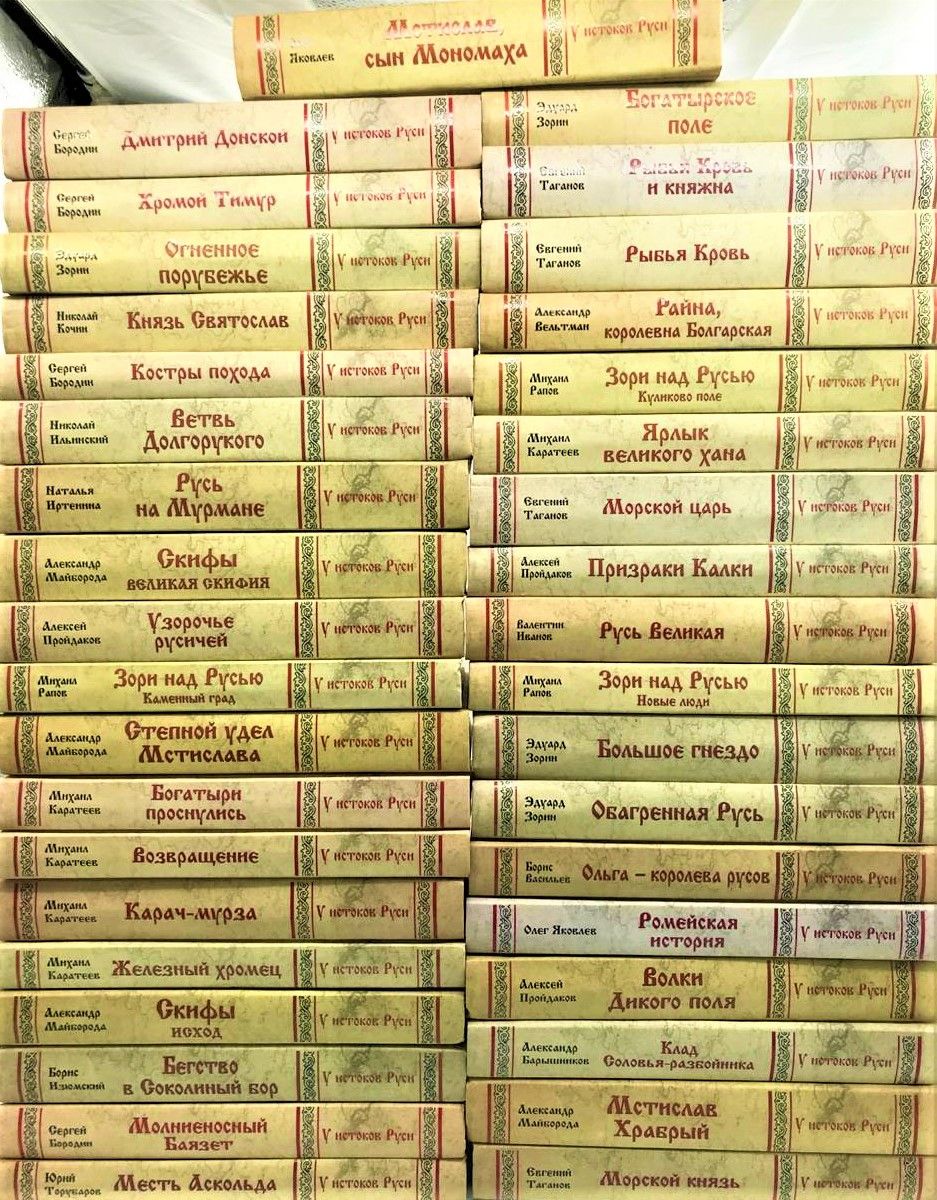 Яковлев
Мстислав,
сын Мономаха
У истоков Руси
Сергей
Бородин
Дмитрий Донской
У истоков Руси
Сергей
Бородин
Хромой Тимур
У истоков Руси
Эдуард
Зорин
Огненное
порубежье
У истоков Руси
Николай
Кочин
Князь Святослав
У истоков Руси
Сергей
Бородин
Костры похода
У истоков Руси
Николай
Ильинский
Ветвь
Долгорукого
У истоков Руси
Наталья
Иртенина
Русь
на Мурмане
У истоков Руси
Александр
Майборода
Скифы
великая скифия
У истоков Руси
Алексей
Пройдаков
Узорочье
русичей
У истоков Руси
Михаил
Рапов
Зори над Русью
Каменный град
У истоков Руси
Александр
Майборода
Степной удел
Мстислава
У истоков Руси
Михаил
Каратеев
Богатыри
проснулись
У истоков Руси
Михаил
Каратеев
Возвращение
У истоков Руси
Михаил
Каратеев
Карач-мурза
У истоков Руси
Михаил
Каратеев
Железный хромец
У истоков Руси
Александр
Майборода
Скифы
исход
У истоков Руси
Борис
Изюмский
Бегство
в Соколиный бор
У истоков Руси
Сергей
Бородин
Молниеносный
Баязет
У истоков Руси
Юрий
Торубаров
Месть Аскольда
У истоков Руси
Эдуард
Зорин
Богатырское
поле
У истоков Руси
Евгений
Таганов
Рыбья Кровь
и княжна
У истоков Руси
Евгений
Таганов
Рыбья Кровь
У истоков Руси
Александр
Вельтман
Райна,
королевна Болгарская
У истоков Руси
Михаил
Рапов
Зори над Русью
Куликово поле
У истоков Руси
Михаил
Каратеев
Ярлык
великого хана
У истоков Руси
Евгений
Таганов
Морской царь
У истоков Руси
Алексей
Пройдаков
Призраки Калки
У истоков Руси
Валентин
Иванов
Русь Великая
У истоков Руси
Михаил
Рапов
Зори над Русью
Новые люди
У истоков Руси
Эдуард
Зорин
Большое гнездо
У истоков Руси
Эдуард
Зорин
Обагренная Русь
У истоков Руси
Борис
Васильев
Ольга – королева русов
У истоков Руси
Олег Яковлев
Ромейская
история
У истоков Руси
Алексей
Пройдаков
Волки
Дикого поля
У истоков Руси
Александр
Барышников
Клад
Соловья-разбойника
У истоков Руси
Александр
Майборода
Мстислав
Храбрый
У истоков Руси
Евгений
Таганов
Морской князь
У истоков Руси